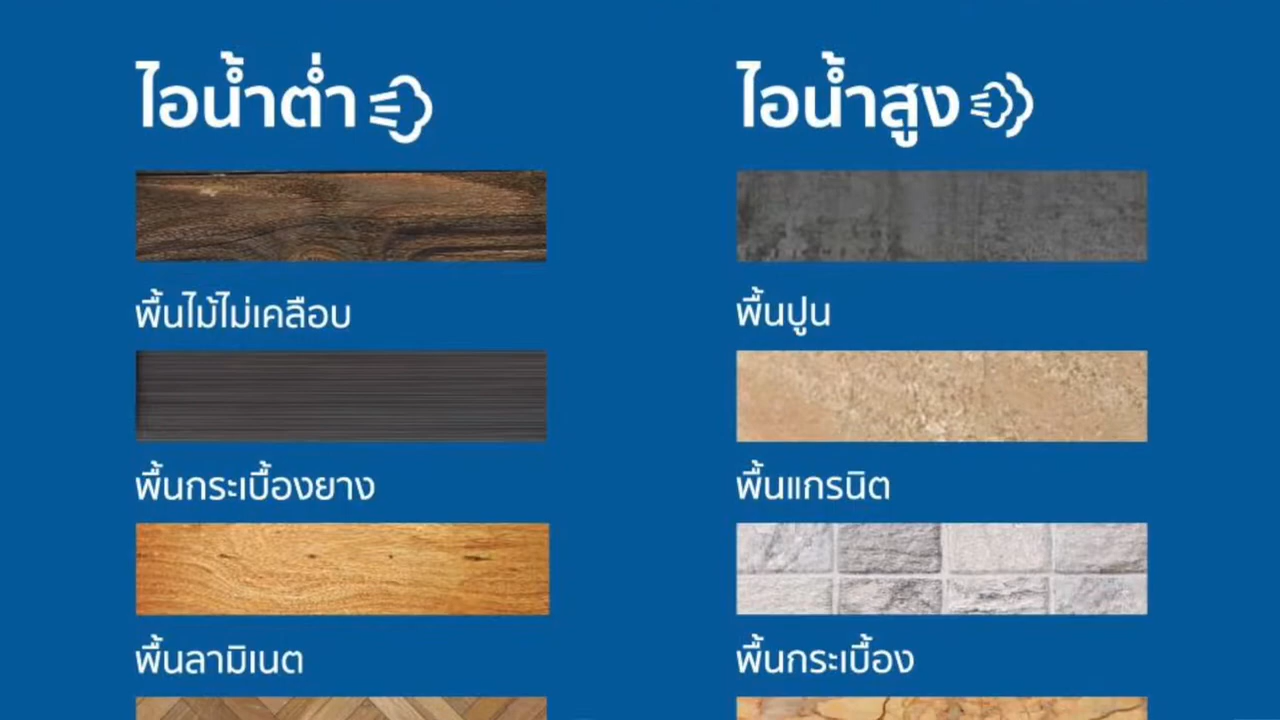 ไอน้ำต่ำ
พื้นไม้ไม่เคลือบ
พื้นกระเบื้องยาง
พื้นลามิเนต
ไอน้ำสูง
พื้นปูน
พื้นแกรนิต
พื้นกระเบื้อง